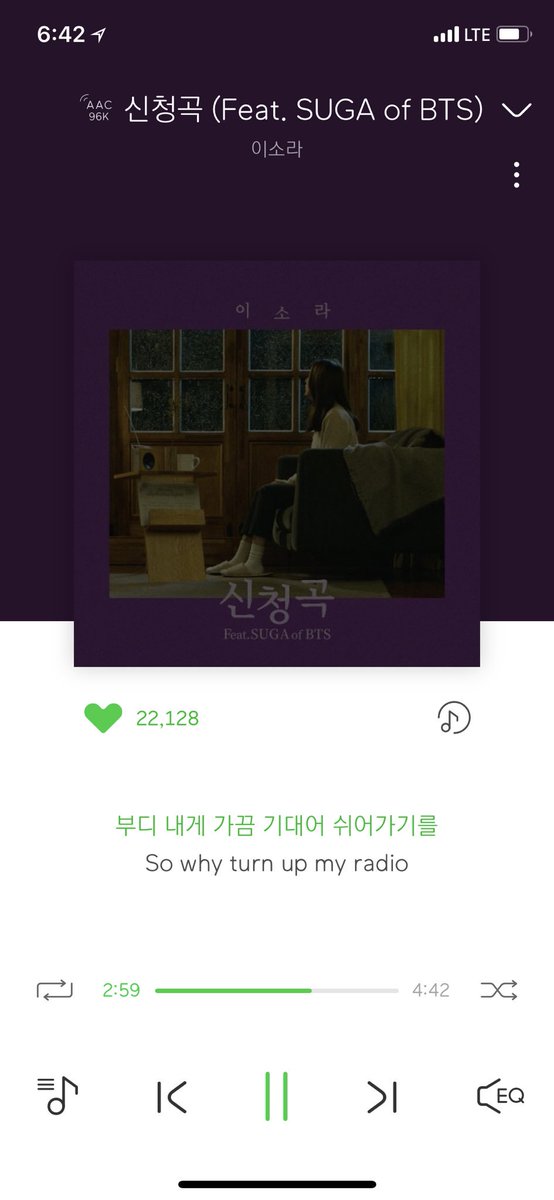 6:42 LTE
AAC
96K
신청곡 (Feat. SUGA of BTS)
이소라
이 소 라
신청곡
Feat. SUGA of BTS
22,128
부디 내게 가끔 기대어 쉬어가기를
So why turn up my radio
2:59 4:42
EQ